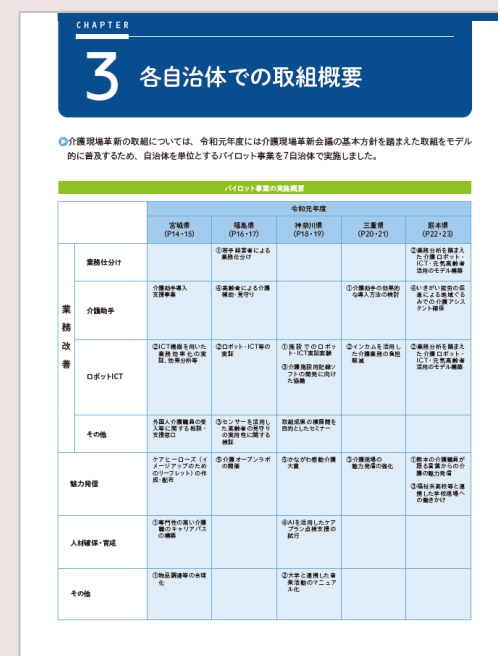 CHAPTER
3 各自治体での取組概要
介護現場革新の取組については、令和元年度には介護現場革新会議の基本方針を踏まえた取組をモデル
的に普及するため、自治体を単位とするパイロット事業を7自治体で実施しました。
パイロット事業の実施概要
令和元年度
宮城県
(P14・15)
福島県
(P16・17)
神奈川県
(P18・19)
三重県
(P20・21)
熊本県
(P22・23)
業務改善
業務仕分け
①若手経営者による
業務仕分け
②業務分析を踏まえ
た介護ロボット・
ICT・元気高齢者
活用のモデル構築
介護助手
介護助手導入
支援事業
④高齢者による介護
補助・見守り
①介護助手の効果的
な導入方法の検討
④いきがい就労の促
進による地域ぐる
みでの介護アシス
タント確保
ロボットICT
②ICT機器を用いた
業務効率化の実
証、効果分析等
②ロボット・ICT等の
実証
①施設でのロボッ
ト・ICT実証実験
③介護施設用記録ソ
フトの開発に向け
た協働
②インカムを活用し
た介護業務の負担
軽減
②業務分析を踏まえ
た介護ロボット・
ICT・元気高齢者
活用のモデル構築
その他
外国人介護職員の受
入等に関する相談・
支援窓口
③センサーを活用し
た高齢者の見守り
の実用性に関する
検証
取組成果の横展開を
目的としたセミナー
魅力発信
ケアヒーローズ(イ
メージアップのため
のリーフレット)の作
成・配布
⑤介護オープンラボ
の開催
⑤かながわ感動介護
大賞
③介護現場の
魅力発信の強化
①熊本の介護職員が
語る言葉からの介
護の魅力発信
③福祉系高校等と連
携した学校現場へ
の働きかけ
人材確保・育成
①専門性の高い介護
職のキャリアパス
の構築
④AIを活用したケア
プラン点検支援の
試行
その他
①物品調達等の合理
化
②大学と連携した音
楽活動のマニュア
ル化